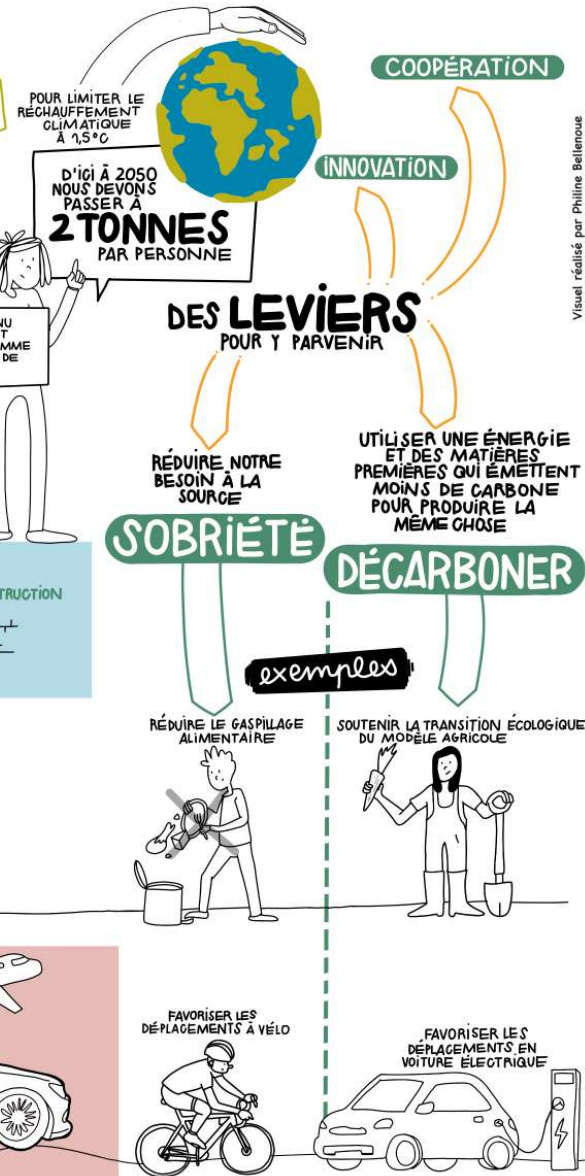 POUR LIMITER LE
RÉCHAUFFEMENT
CLIMATIQUE
À 1,5°C
D'ICI À 2050
NOUS DEVONS
PASSER À
2 TONNES
PAR PERSONNE
COOPÉRATION
INNOVATION
Visuel réalisé par Philine Bellenoue
DES LEVIERS
POUR Y PARVENIR
RÉDUIRE NOTRE
BESOIN À LA
SOURCE
SOBRIÉTÉ
UTILISER UNE ÉNERGIE
ET DES MATIÈRES
PREMIÈRES QUI ÉMETTENT
MOINS DE CARBONE
POUR PRODUIRE LA
MÊME CHOSE
DÉCARBONER
exemples
RÉDUIRE LE GASPILLAGE
ALIMENTAIRE
SOUTENIR LA TRANSITION ÉCOLOGIQUE
DU MODÈLE AGRICOLE
FAVORISER LES
DÉPLACEMENTS À VÉLO
FAVORISER LES
DÉPLACEMENTS EN
VOITURE ÉLECTRIQUE
DE
TRUCTION